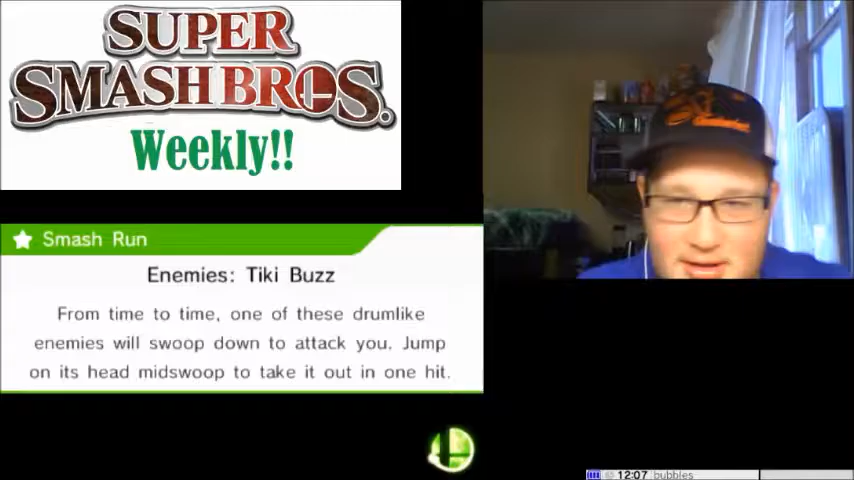 SUPER
SMASH BROS.
Weekly!!
Smash Run
Enemies: Tiki Buzz
From time to time, one of these drumlike
enemies will swoop down to attack you. Jump
on its head midswoop to take it out in one hit.
12:07 bubbles